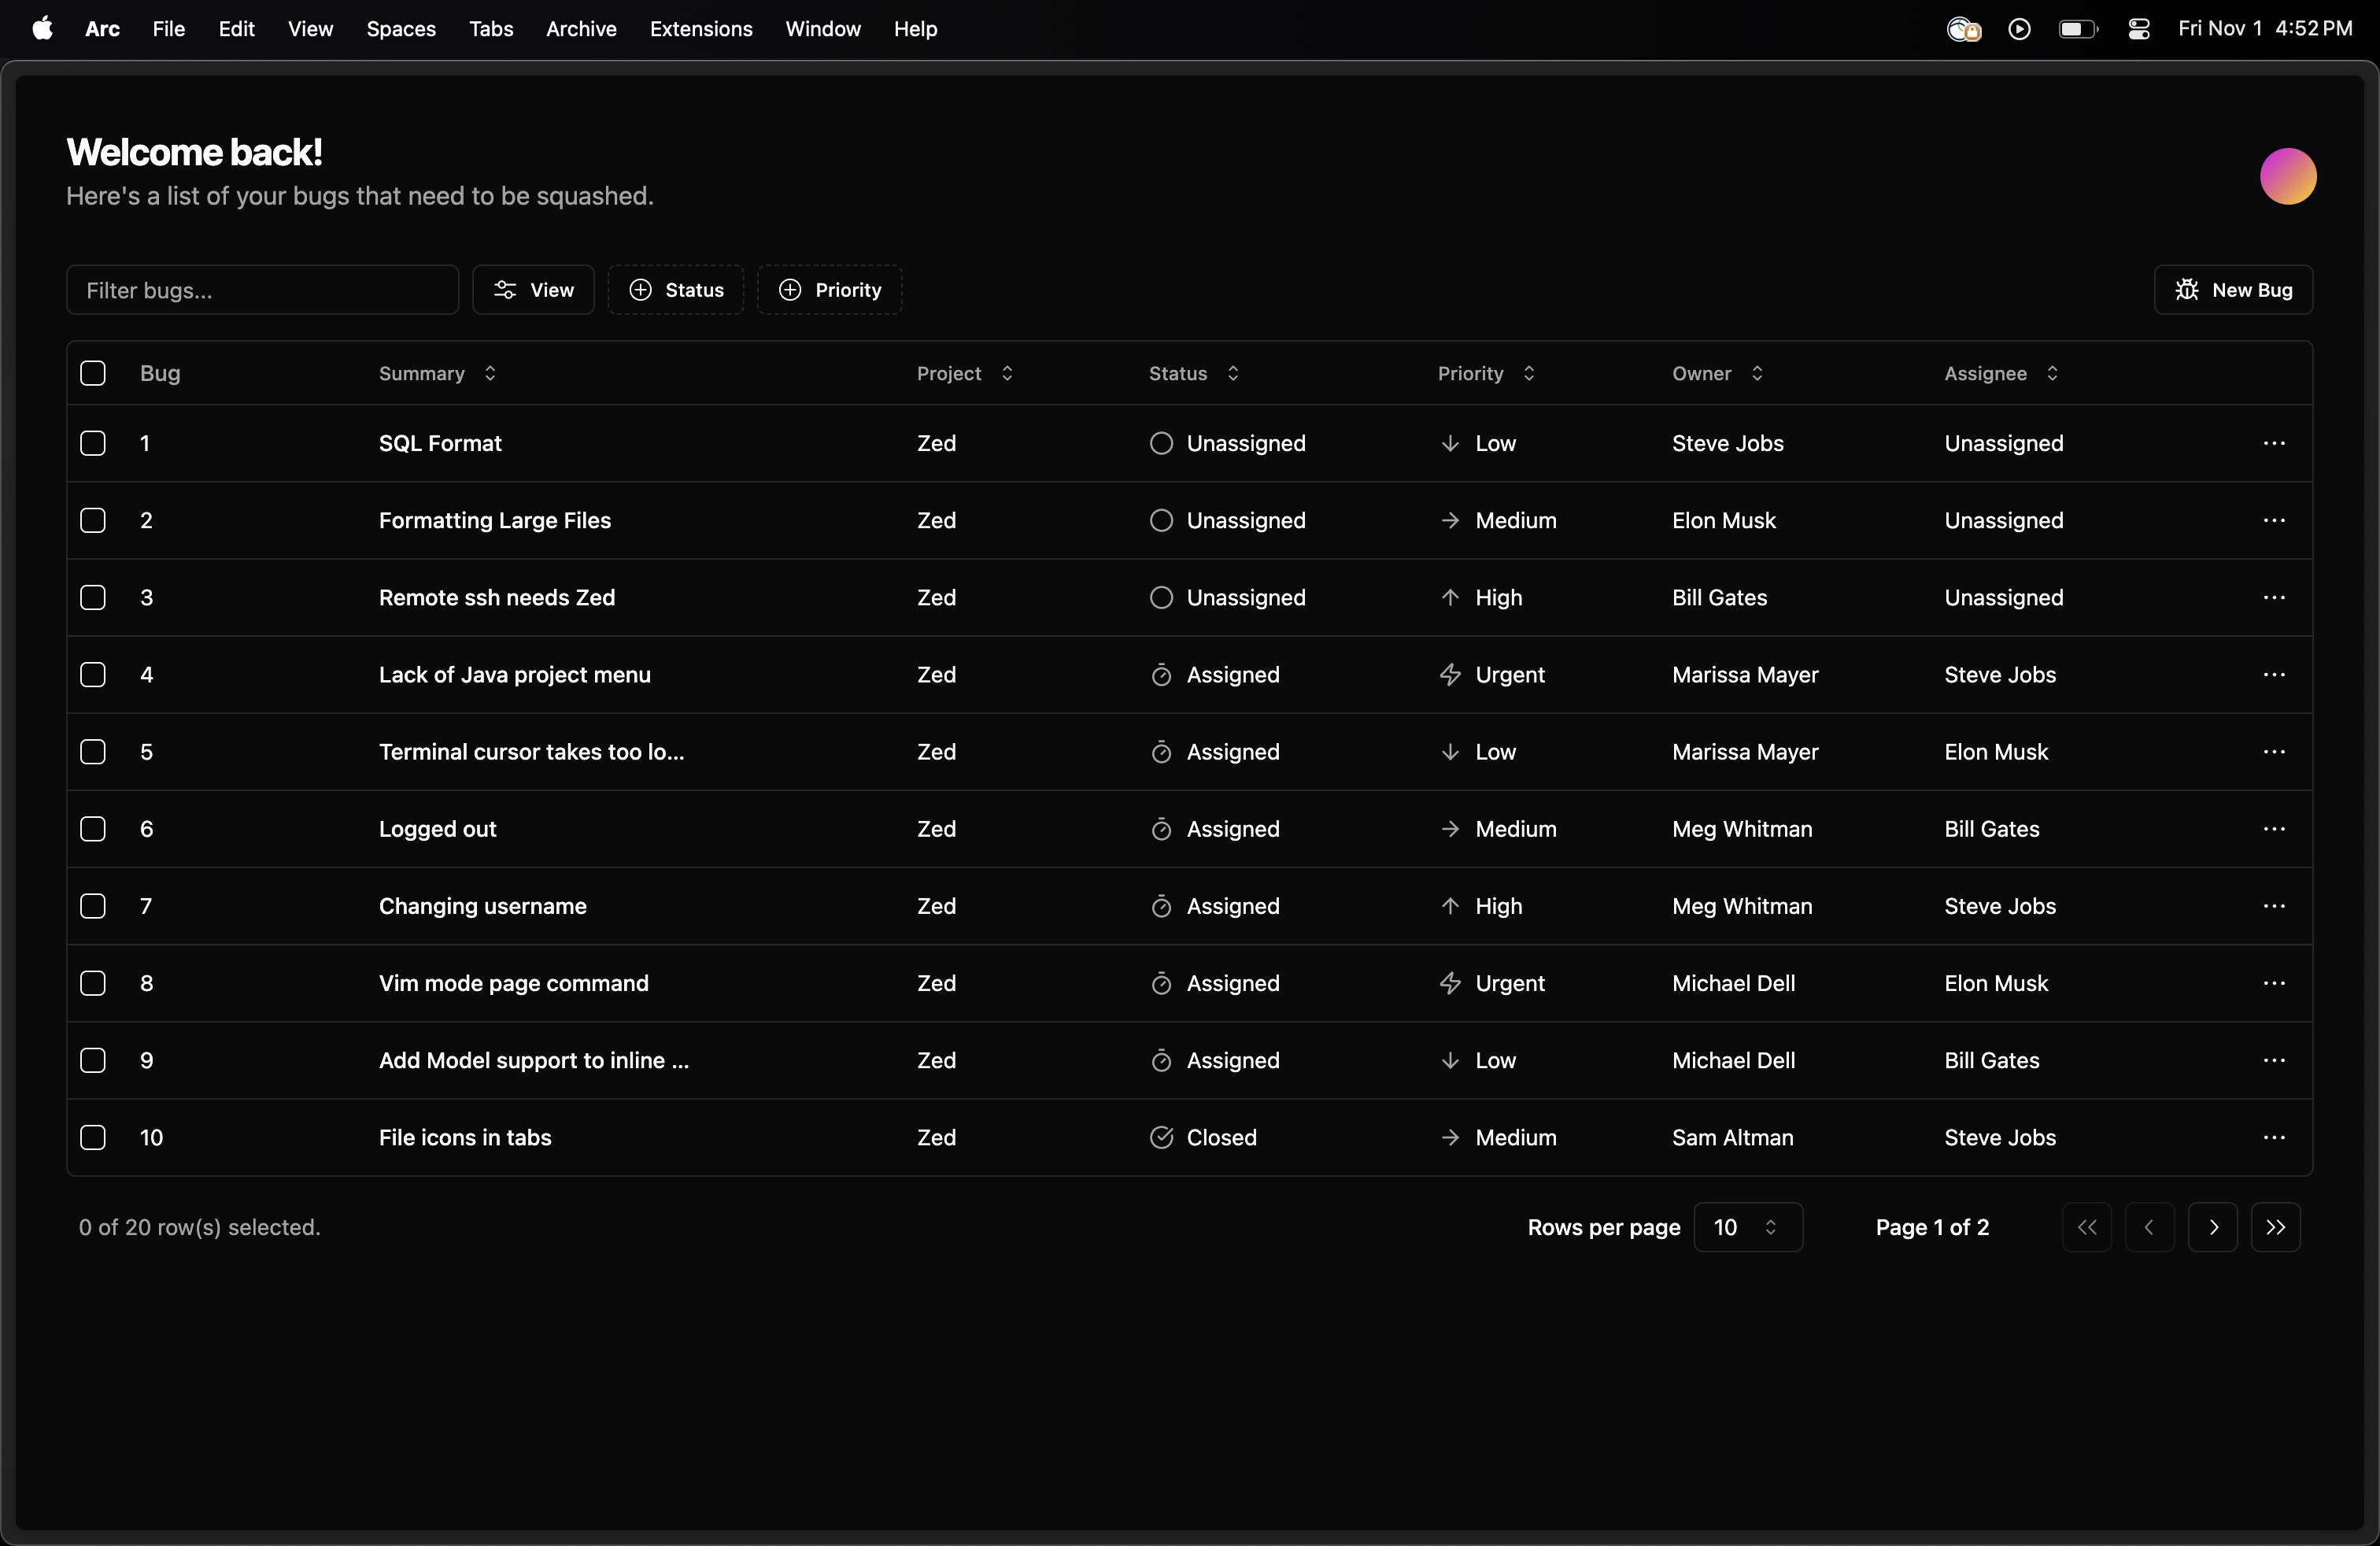 Arc File Edit View Spaces Tabs Archive Extensions Window Help Fri Nov 1 4:52 PM
Welcome back!
Here's a list of your bugs that need to be squashed.
Filter bugs... View Status Priority New Bug
Bug Summary Project Status Priority Owner Assignee
1 SQL Format Zed Unassigned Low Steve Jobs Unassigned
2 Formatting Large Files Zed Unassigned Medium Elon Musk Unassigned
3 Remote ssh needs Zed Zed Unassigned High Bill Gates Unassigned
4 Lack of Java project menu Zed Assigned Urgent Marissa Mayer Steve Jobs
5 Terminal cursor takes too lo... Zed Assigned Low Marissa Mayer Elon Musk
6 Logged out Zed Assigned Medium Meg Whitman Bill Gates
7 Changing username Zed Assigned High Meg Whitman Steve Jobs
8 Vim mode page command Zed Assigned Urgent Michael Dell Elon Musk
9 Add Model support to inline ... Zed Assigned Low Michael Dell Bill Gates
10 File icons in tabs Zed Closed Medium Sam Altman Steve Jobs
0 of 20 row(s) selected. Rows per page 10 Page 1 of 2